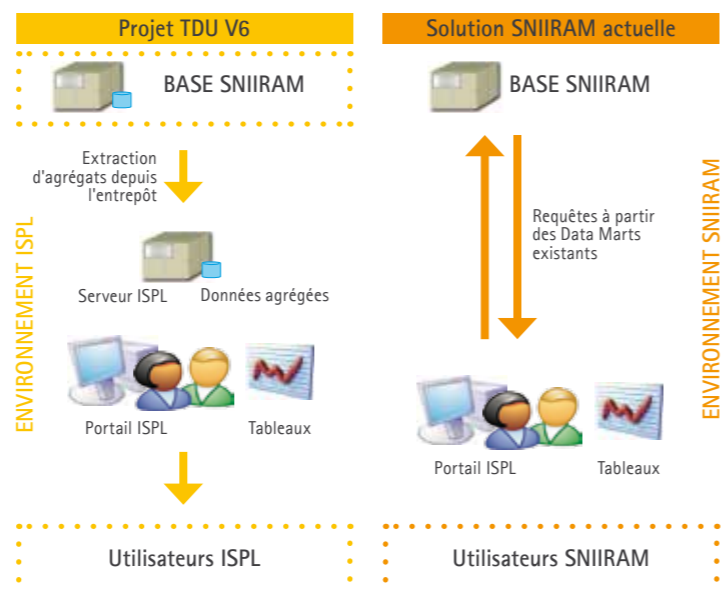 Projet TDU V6
BASE SNIIRAM
Extraction
d'agrégats depuis
l'entrepôt
ENVIRONNEMENT ISPL
Serveur ISPL
Données agrégées
Portail ISPL
Tableaux
Utilisateurs ISPL
Solution SNIIRAM actuelle
BASE SNIIRAM
Requêtes à partir
des Data Marts
existants
ENVIRONNEMENT SNIIRAM
Portail ISPL
Tableaux
Utilisateurs SNIIRAM